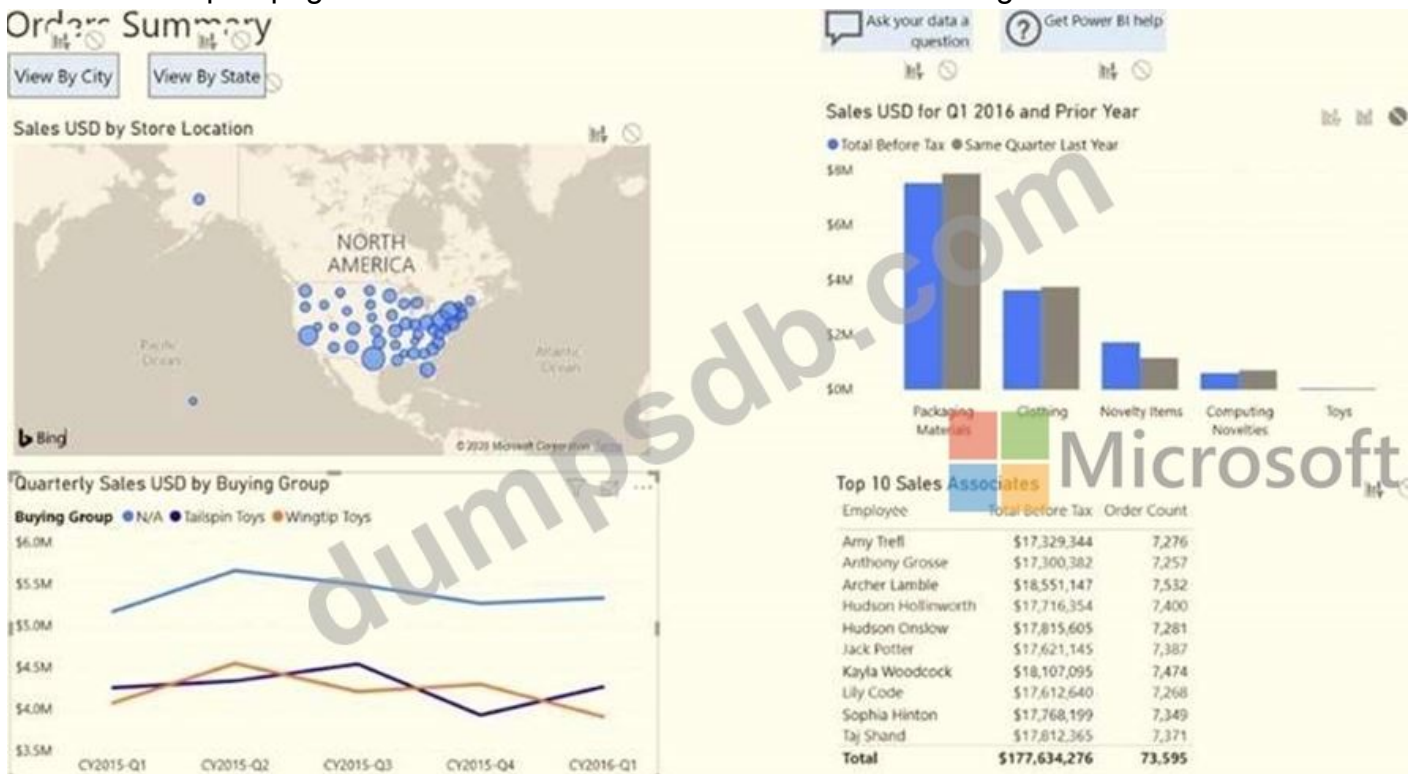 Orders Summary
View By City
View By State
Ask your data a
question
Get Power BI help
Sales USD by Store Location
NORTH
AMERICA
Pacific
Ocean
Atlantic
Ocean
Bing
© 2020 Microsoft Corporation Terms
Sales USD for Q1 2016 and Prior Year
Total Before Tax Same Quarter Last Year
$8M
$6M
$4M
$2M
$0M
Packaging
Materials
Clothing
Novelty Items
Computing
Novelties
Toys
Quarterly Sales USD by Buying Group
Buying Group N/A Tailspin Toys Wingtip Toys
$6.0M
$5.5M
$5.0M
$4.5M
$4.0M
$3.5M
CY2015-Q1 CY2015-Q2 CY2015-Q3 CY2015-Q4 CY2016-Q1
Top 10 Sales Associates
Employee Total Before Tax Order Count
Amy Trefl $17,329,344 7,276
Anthony Grosse $17,300,382 7,257
Archer Lamble $18,551,147 7,532
Hudson Hollinworth $17,716,354 7,400
Hudson Onslow $17,815,605 7,281
Jack Potter $17,621,145 7,387
Kayla Woodcock $18,107,095 7,474
Lily Code $17,612,640 7,268
Sophia Hinton $17,768,199 7,349
Taj Shand $17,812,365 7,371
Total $177,634,276 73,595
dumpsdb.com
Microsoft